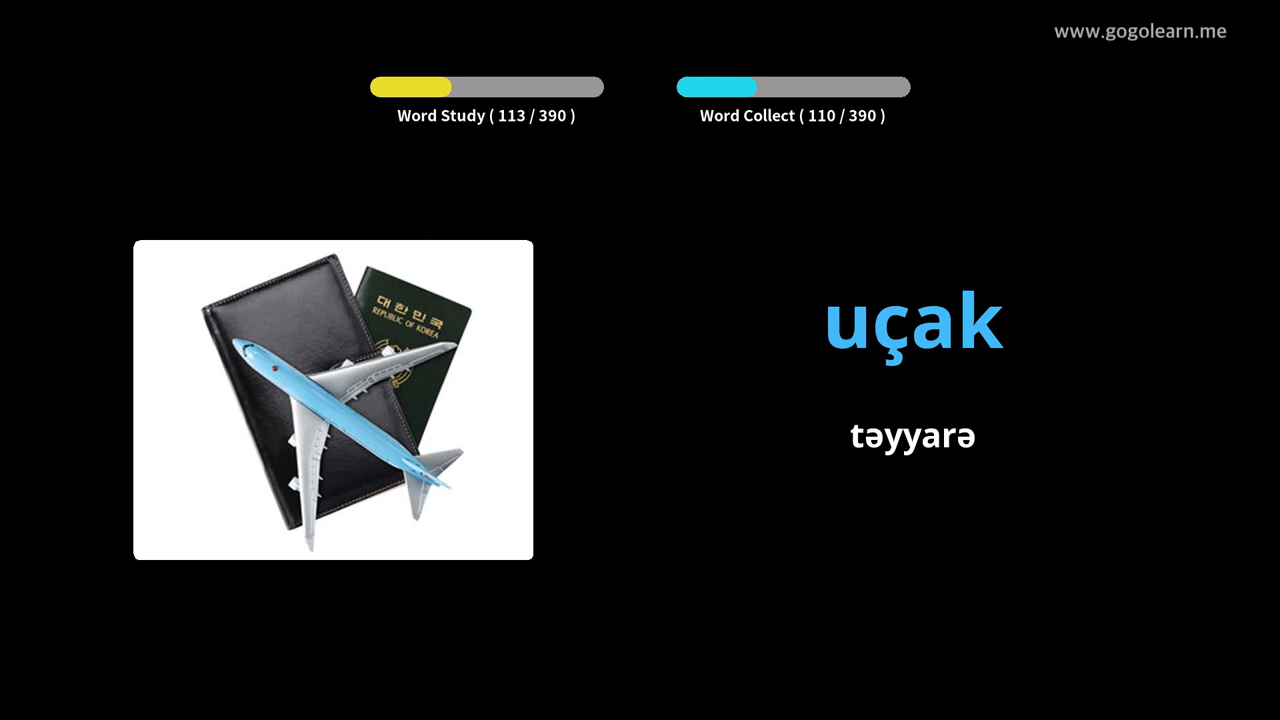 www.gogolearn.me
Word Study ( 113 / 390 )
Word Collect ( 110 / 390 )
대한민국
REPUBLIC OF KOREA
uçak
təyyarə